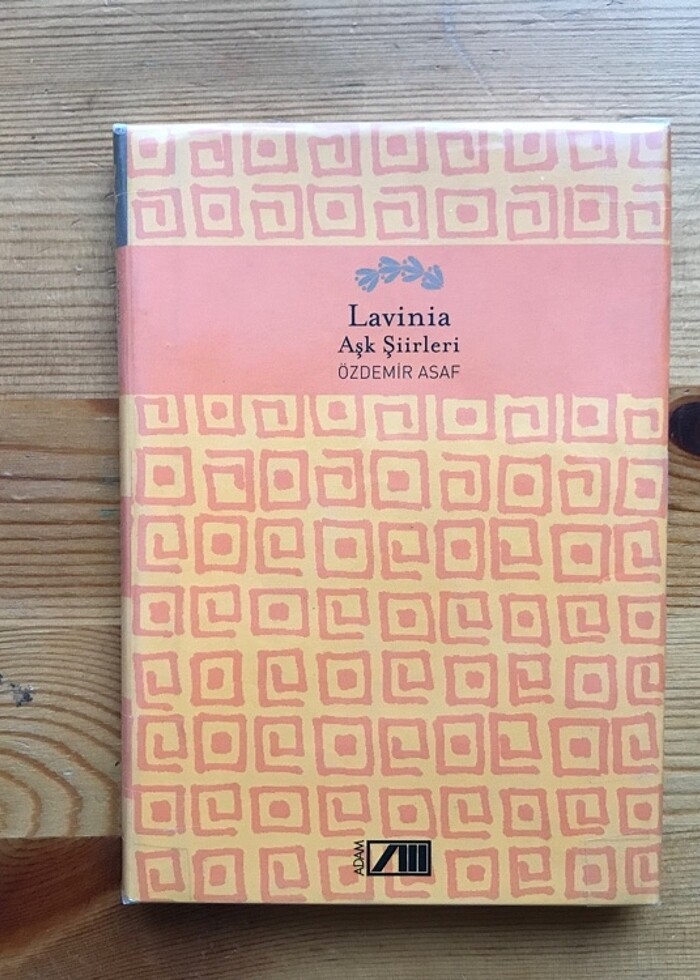 Lavinia
Aşk Şiirleri
ÖZDEMİR ASAF
ADAM